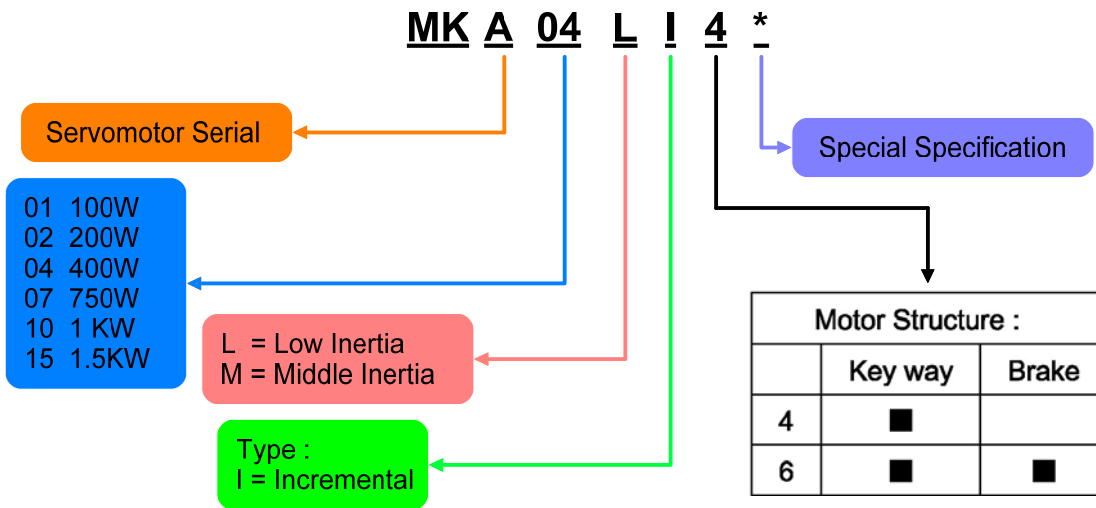 MK A 04 L I 4 *
Servomotor Serial
Special Specification
01 100W
02 200W
04 400W
07 750W
10 1 KW
15 1.5KW
L = Low Inertia
M = Middle Inertia
Type :
I = Incremental
Motor Structure :
Key way Brake
4 ■
6 ■ ■